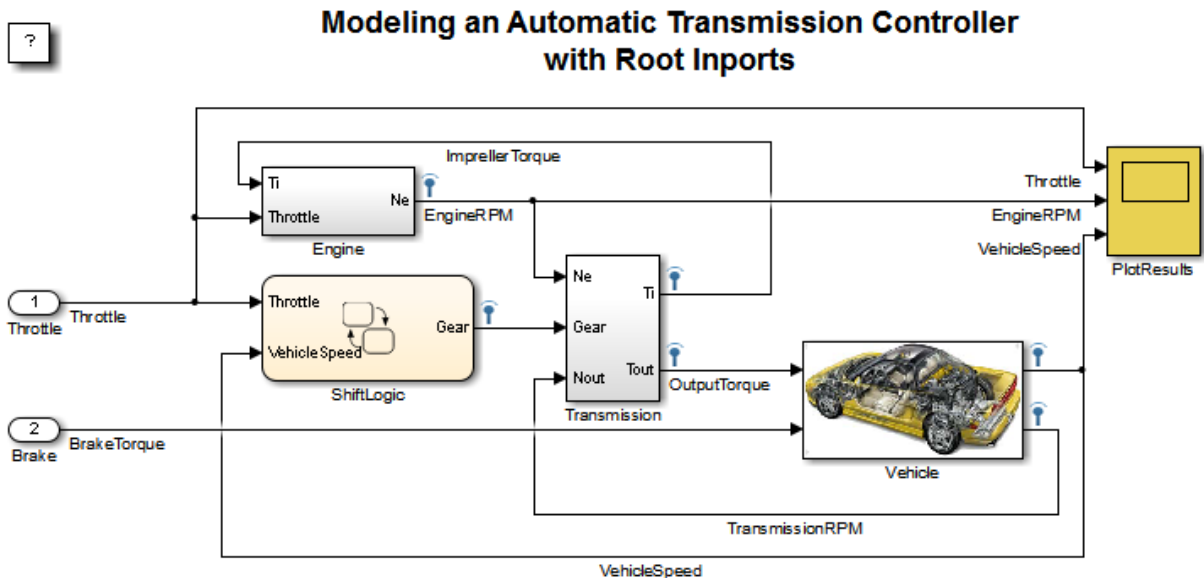 Modeling an Automatic Transmission Controller
with Root Inports
?
ImprellerTorque
Ti
Throttle
Ne
EngineRPM
Engine
Throttle
EngineRPM
VehicleSpeed
PlotResults
1
Throttle
Throttle
Throttle
VehicleSpeed
Gear
ShiftLogic
Ne
Gear
Nout
Ti
Tout
Transmission
OutputTorque
2
Brake
BrakeTorque
Vehicle
TransmissionRPM
VehicleSpeed